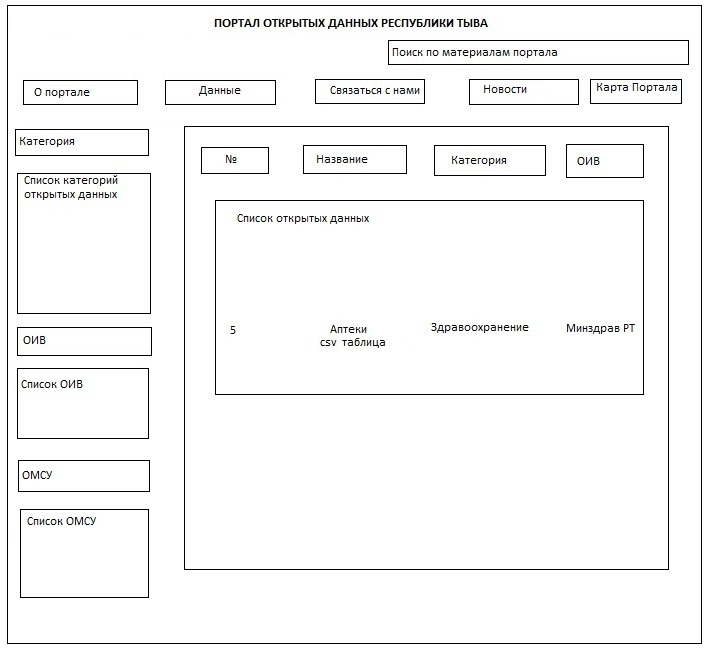 ПОРТАЛ ОТКРЫТЫХ ДАННЫХ РЕСПУБЛИКИ ТЫВА
Поиск по материалам портала
О портале
Данные
Связаться с нами
Новости
Карта Портала
Категория
Список категорий
открытых данных
ОИВ
Список ОИВ
ОМСУ
Список ОМСУ
№
Название
Категория
ОИВ
Список открытых данных
5
Аптеки
csv таблица
Здравоохранение
Минздрав РТ